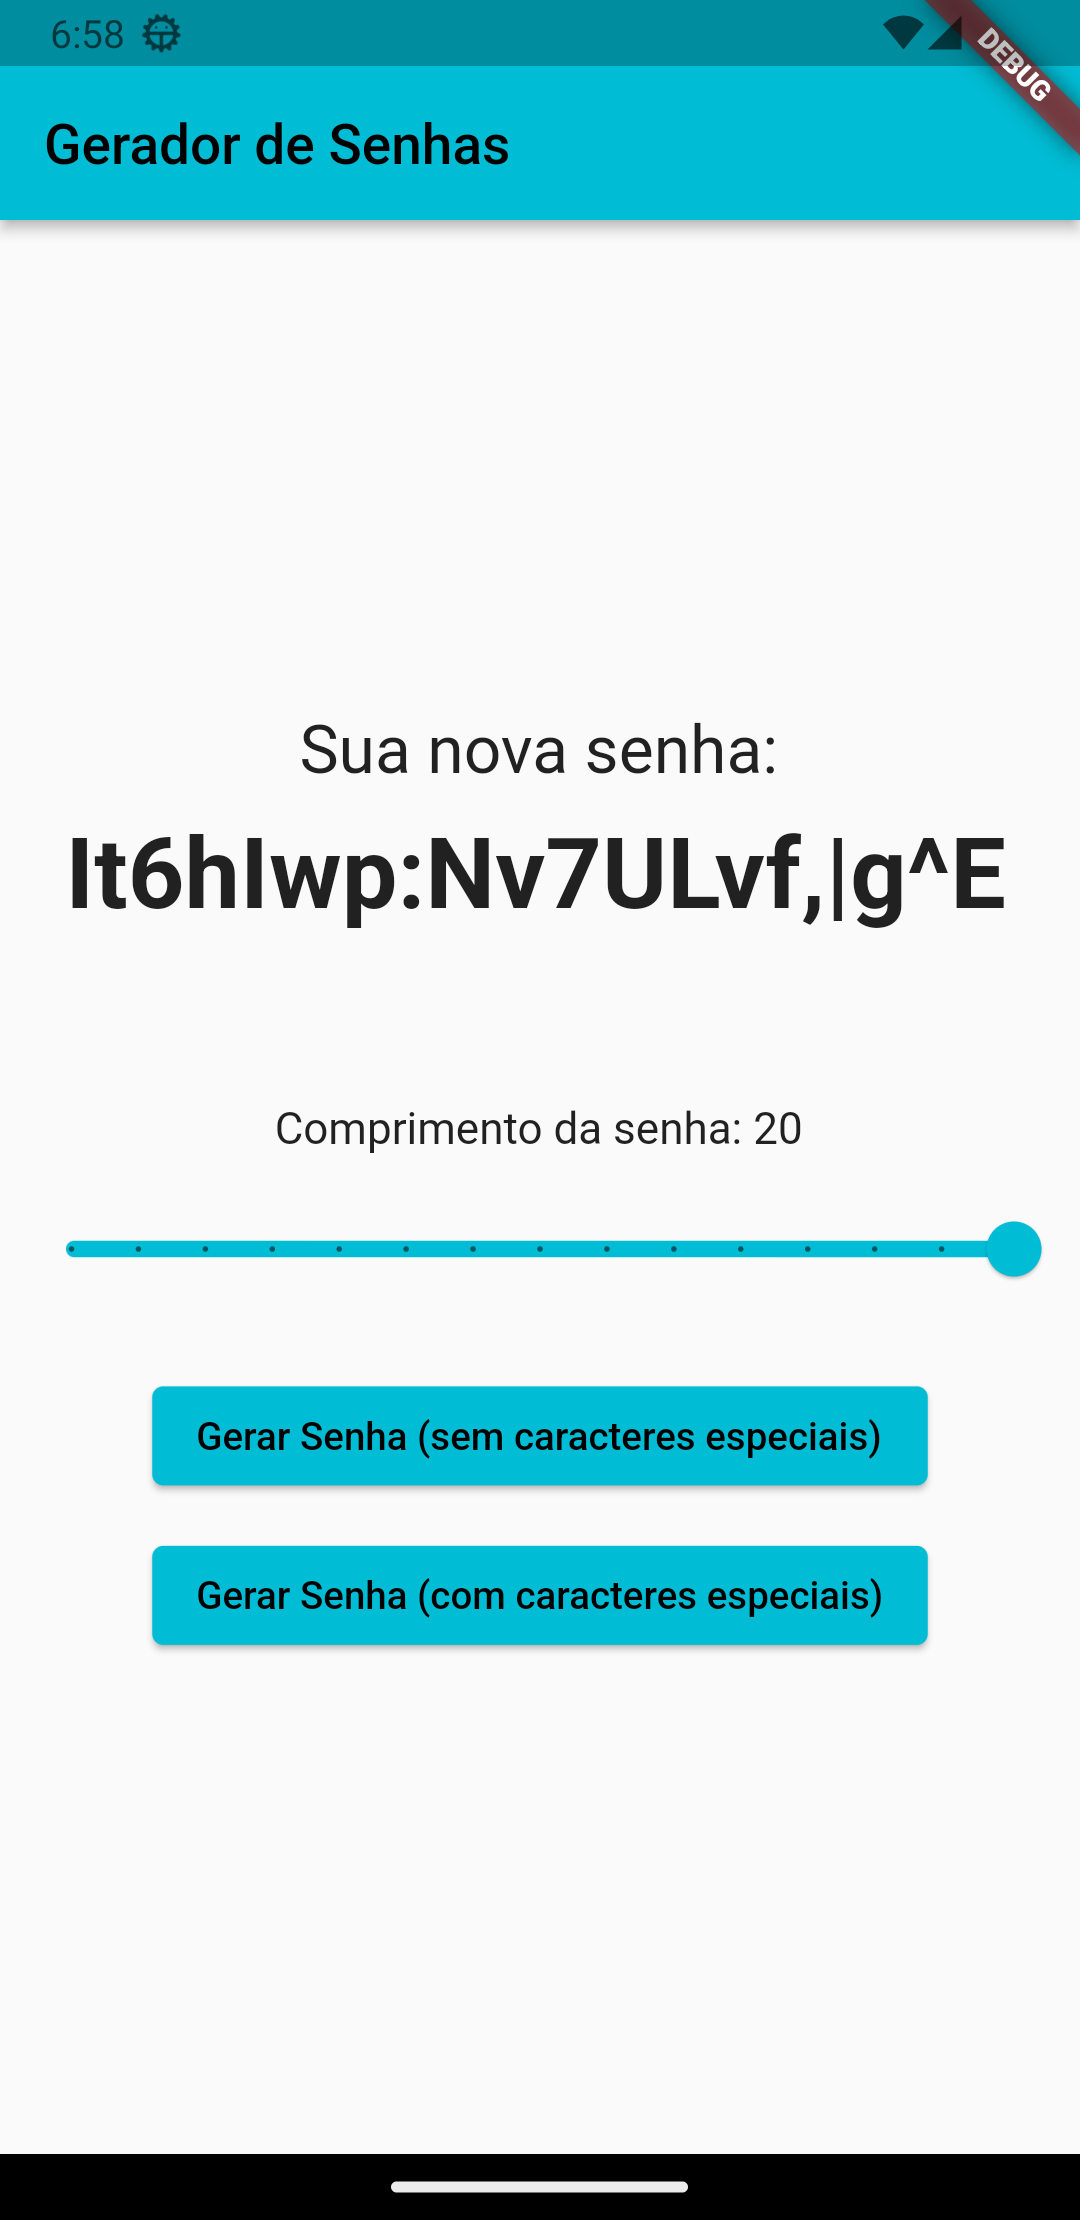 6:58
DEBUG
Gerador de Senhas
Sua nova senha:
It6hIwp:Nv7ULvf,|g^E
Comprimento da senha: 20
Gerar Senha (sem caracteres especiais)
Gerar Senha (com caracteres especiais)